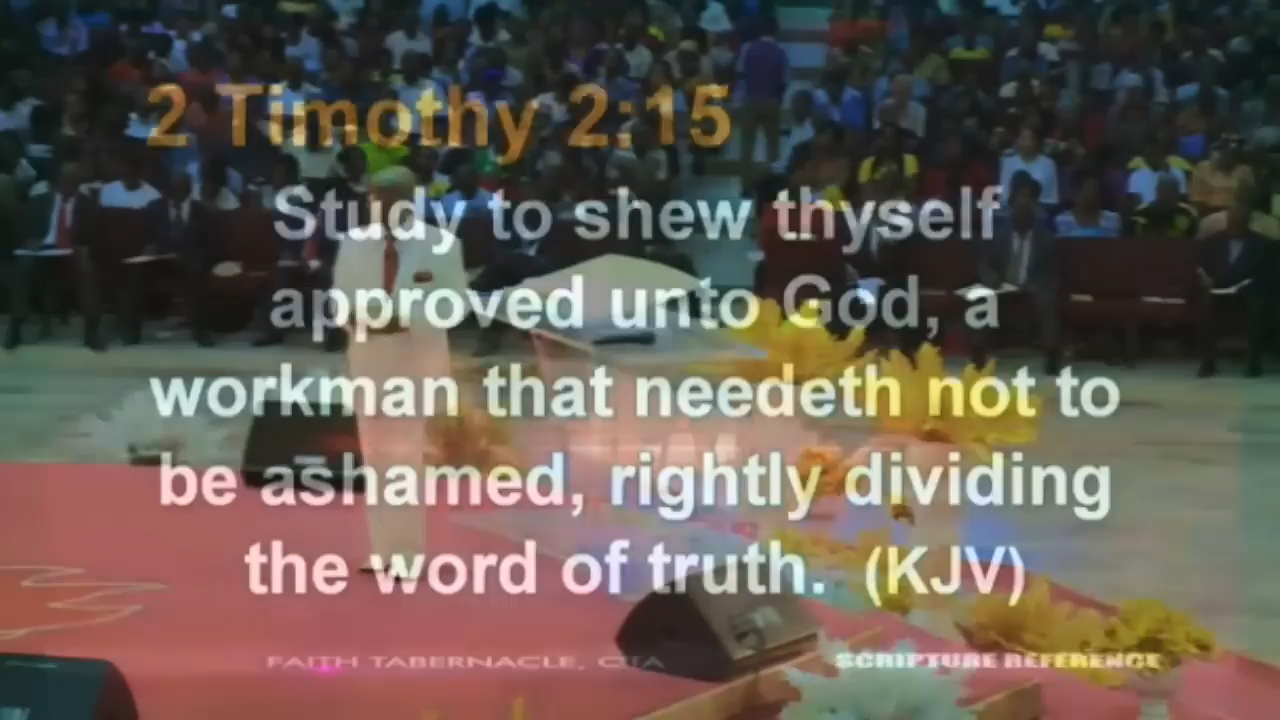 2 Timothy 2:15
Study to shew thyself
approved unto God, a
workman that needeth not to
be ashamed, rightly dividing
the word of truth. (KJV)
FAITH TABERNACLE, OTA
SCRIPTURE REFERENCE